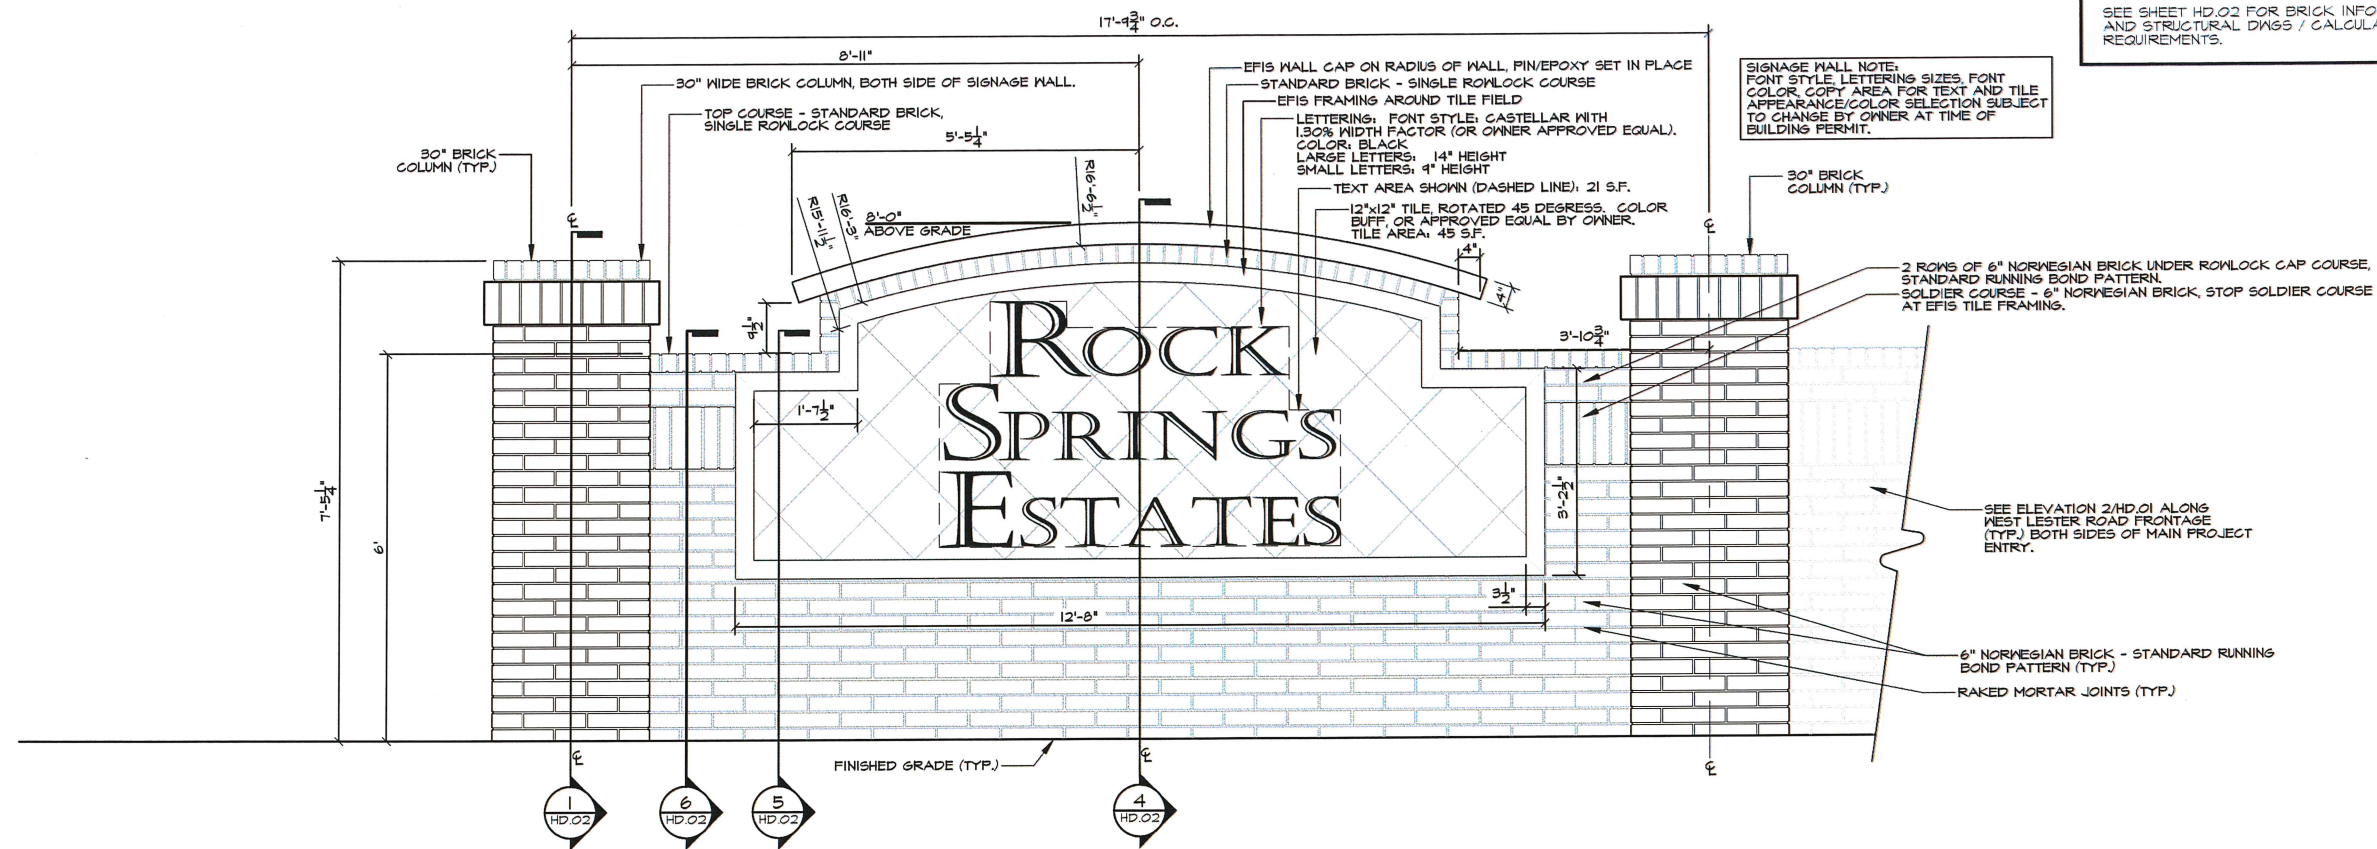 SEE SHEET HD.02 FOR BRICK INFO
AND STRUCTURAL DWGS / CALCULA
REQUIREMENTS.
17'-9¾" O.C.
8'-11"
30" WIDE BRICK COLUMN, BOTH SIDE OF SIGNAGE WALL.
TOP COURSE - STANDARD BRICK,
SINGLE ROWLOCK COURSE
5'-5¼"
30" BRICK
COLUMN (TYP.)
EFIS WALL CAP ON RADIUS OF WALL, PIN/EPOXY SET IN PLACE
STANDARD BRICK - SINGLE ROWLOCK COURSE
EFIS FRAMING AROUND TILE FIELD
LETTERING: FONT STYLE: CASTELLAR WITH
1.30% WIDTH FACTOR (OR OWNER APPROVED EQUAL).
COLOR: BLACK
LARGE LETTERS: 14" HEIGHT
SMALL LETTERS: 9" HEIGHT
TEXT AREA SHOWN (DASHED LINE): 21 S.F.
12"x12" TILE, ROTATED 45 DEGRESS. COLOR
BUFF, OR APPROVED EQUAL BY OWNER.
TILE AREA: 45 S.F.
SIGNAGE WALL NOTE:
FONT STYLE, LETTERING SIZES, FONT
COLOR, COPY AREA FOR TEXT AND TILE
APPEARANCE/COLOR SELECTION SUBJECT
TO CHANGE BY OWNER AT TIME OF
BUILDING PERMIT.
30" BRICK
COLUMN (TYP.)
R15'-11½"
R16'-3"
R16'-6½"
8'-0"
ABOVE GRADE
4"
4"
9½"
3'-10¾"
2 ROWS OF 6" NORWEGIAN BRICK UNDER ROWLOCK CAP COURSE,
STANDARD RUNNING BOND PATTERN.
SOLDIER COURSE - 6" NORWEGIAN BRICK, STOP SOLDIER COURSE
AT EFIS TILE FRAMING.
ROCK
SPRINGS
ESTATES
1'-7½"
7'-5¼"
6'
3'-2½"
3½"
12'-8"
SEE ELEVATION 2/HD.01 ALONG
WEST LESTER ROAD FRONTAGE
(TYP.) BOTH SIDES OF MAIN PROJECT
ENTRY.
6" NORWEGIAN BRICK - STANDARD RUNNING
BOND PATTERN (TYP.)
RAKED MORTAR JOINTS (TYP.)
FINISHED GRADE (TYP.)
1
HD.02
6
HD.02
5
HD.02
4
HD.02